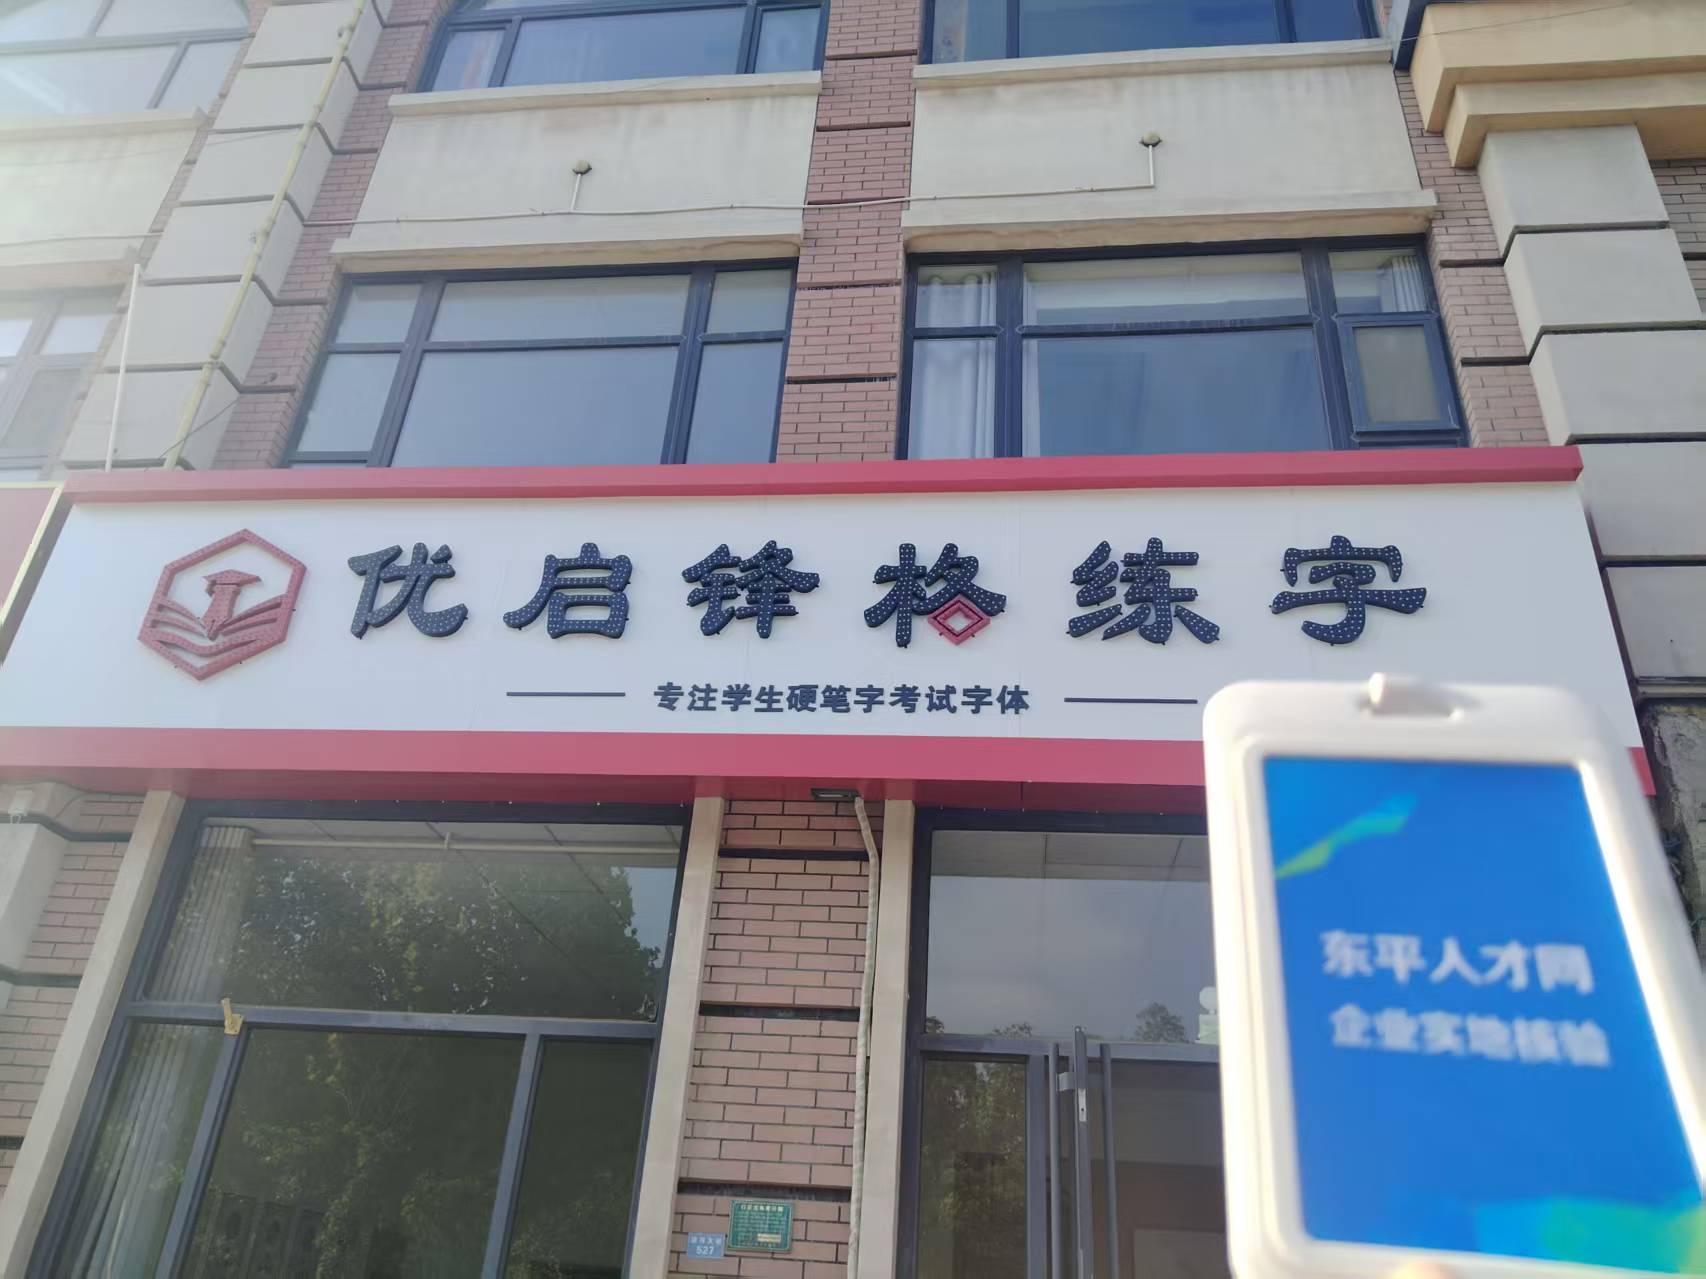 优启锋格练字
专注学生硬笔字考试字体
东平人才网
企业实地核验
527